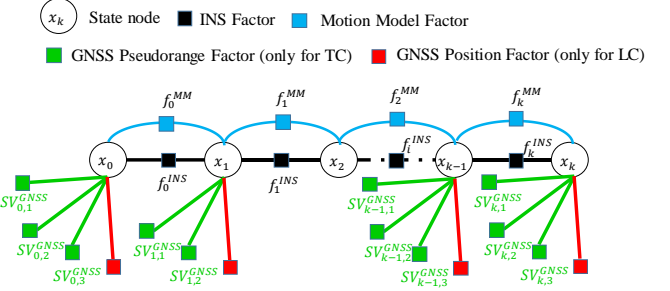 x_k State node INS Factor Motion Model Factor
GNSS Pseudorange Factor (only for TC) GNSS Position Factor (only for LC)
f_0^{MM} f_1^{MM} f_2^{MM} f_k^{MM}
x_0 x_1 x_2 f_i^{INS} x_{k-1} f_k^{INS} x_k
f_0^{INS} f_1^{INS}
SV_{0,1}^{GNSS} SV_{k-1,1}^{GNSS} SV_{k,1}^{GNSS}
SV_{0,2}^{GNSS} SV_{1,1}^{GNSS} SV_{1,2}^{GNSS} SV_{k-1,2}^{GNSS} SV_{k,2}^{GNSS}
SV_{0,3}^{GNSS} SV_{k-1,3}^{GNSS} SV_{k,3}^{GNSS}